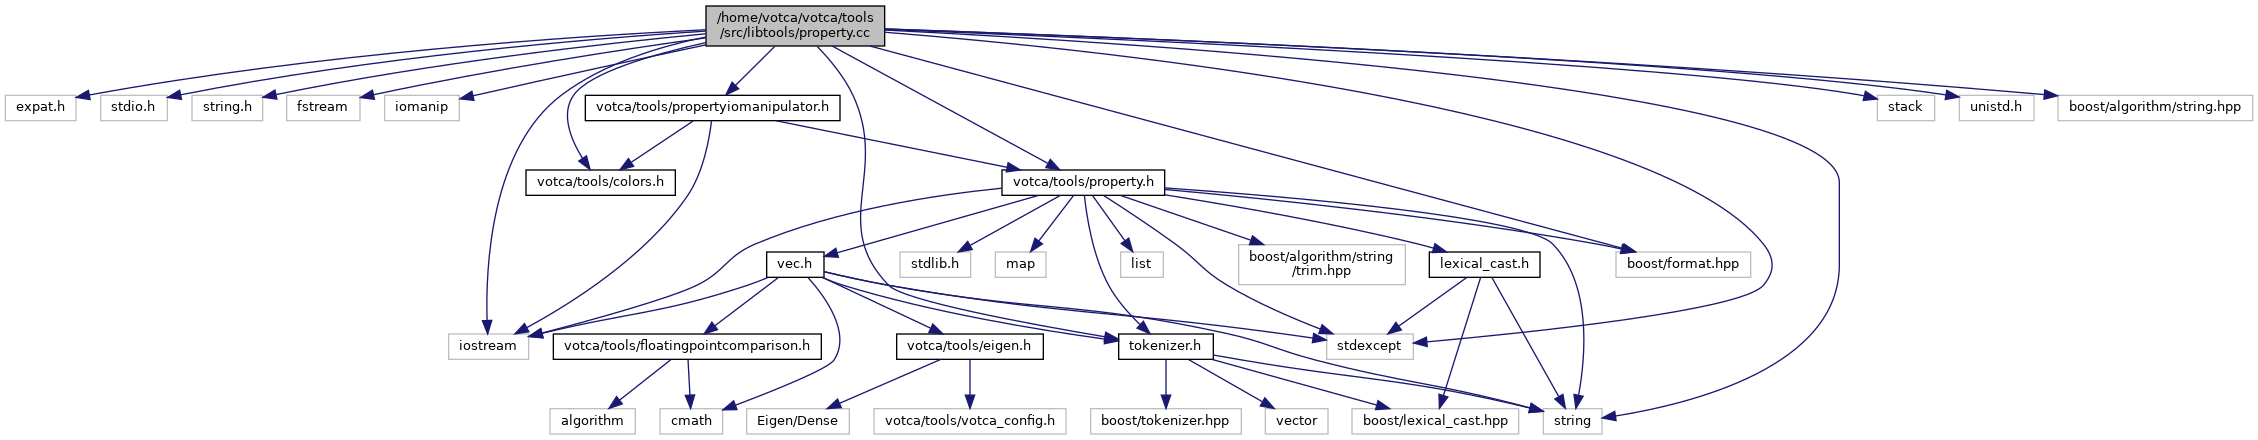 /home/votca/votca/tools
/src/libtools/property.cc
expat.h
stdio.h
string.h
fstream
iomanip
votca/tools/propertyiomanipulator.h
stack
unistd.h
boost/algorithm/string.hpp
votca/tools/colors.h
votca/tools/property.h
vec.h
stdlib.h
map
list
boost/algorithm/string
/trim.hpp
lexical_cast.h
boost/format.hpp
iostream
votca/tools/floatingpointcomparison.h
votca/tools/eigen.h
tokenizer.h
stdexcept
algorithm
cmath
Eigen/Dense
votca/tools/votca_config.h
boost/tokenizer.hpp
vector
boost/lexical_cast.hpp
string